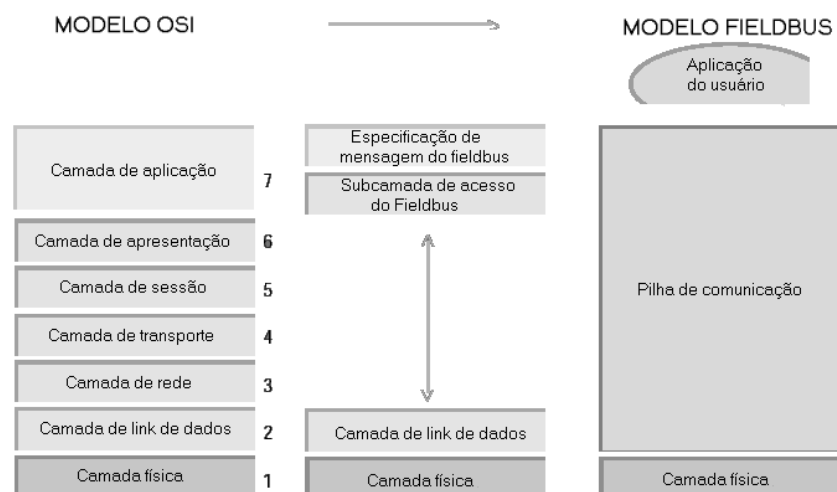 MODELO OSI
MODELO FIELDBUS
Aplicação
do usuário
Camada de aplicação
7
Especificação de
mensagem do fieldbus
Subcamada de acesso
do Fieldbus
Camada de apresentação
6
Camada de sessão
5
Pilha de comunicação
Camada de transporte
4
Camada de rede
3
Camada de link de dados
2
Camada de link de dados
Camada física
1
Camada física
Camada física